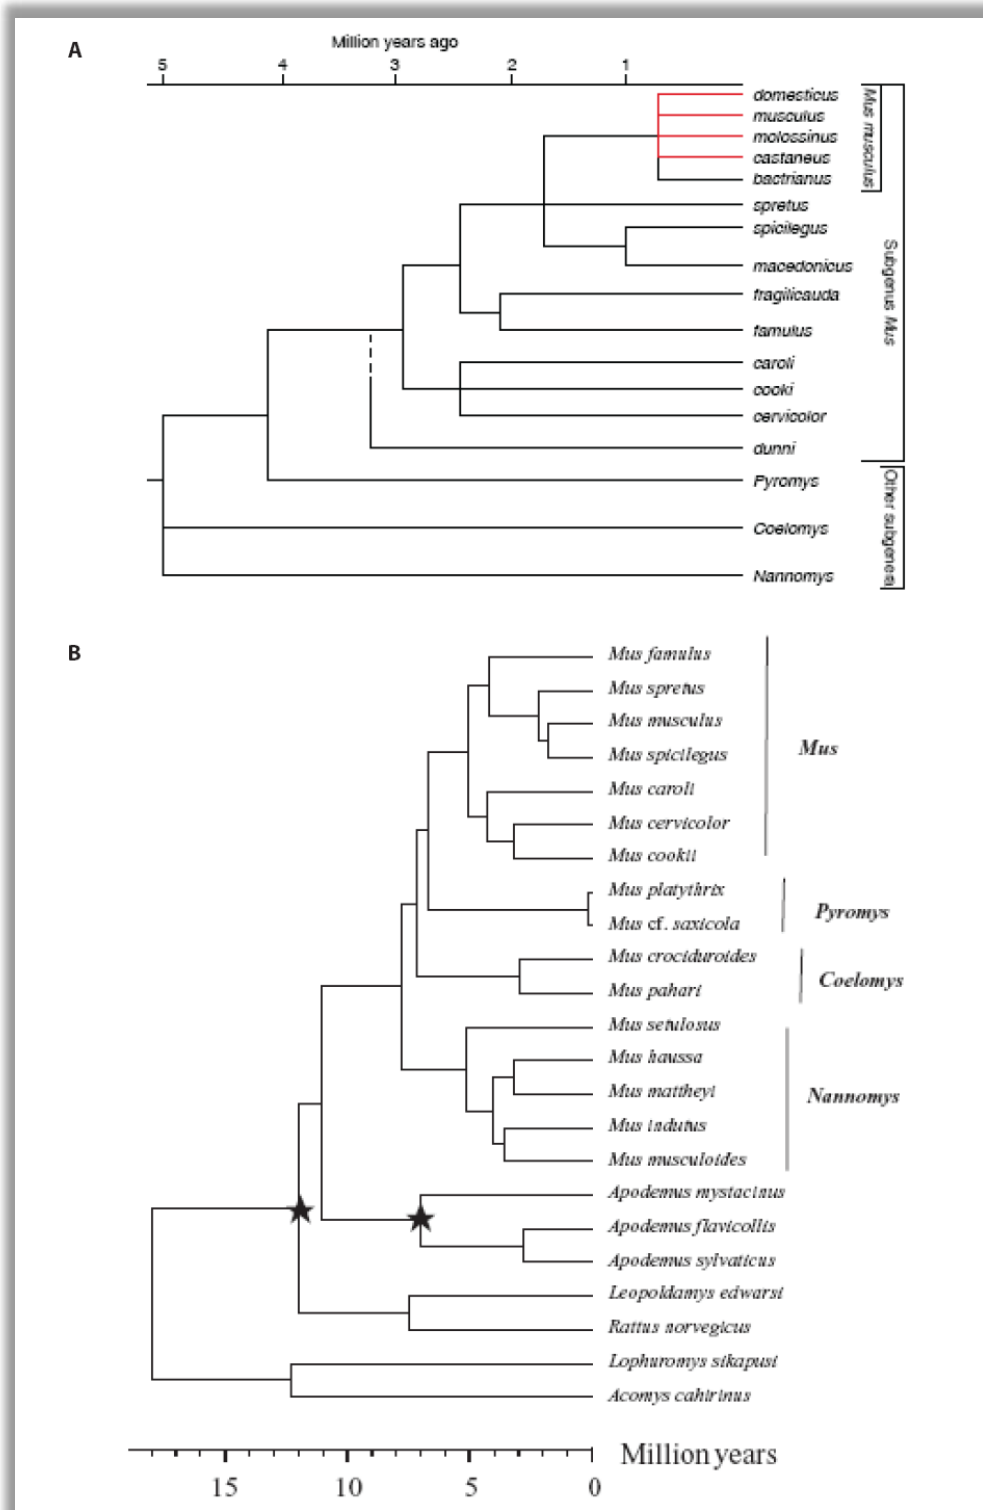 A
Million years ago
5 4 3 2 1
domesticus
musculus
molossinus
castaneus
bactrianus
spretus
spicilegus
macedonicus
fragilicauda
famulus
caroli
cooki
cervicolor
dunni
Pyromys
Coelomys
Nannomys
Mus musculus
Subgenus Mus
Other subgenera
B
Mus famulus
Mus spretus
Mus musculus
Mus spicilegus
Mus caroli
Mus cervicolor
Mus cookii
Mus
Mus platythrix
Mus cf. saxicola
Pyromys
Mus crociduroides
Mus pahari
Coelomys
Mus setulosus
Mus haussa
Mus mattheyi
Mus indutus
Mus musculoides
Nannomys
Apodemus mystacinus
Apodemus flavicollis
Apodemus sylvaticus
Leopoldamys edwarsi
Rattus norvegicus
Lophuromys sikapusi
Acomys cahirinus
Million years
15 10 5 0